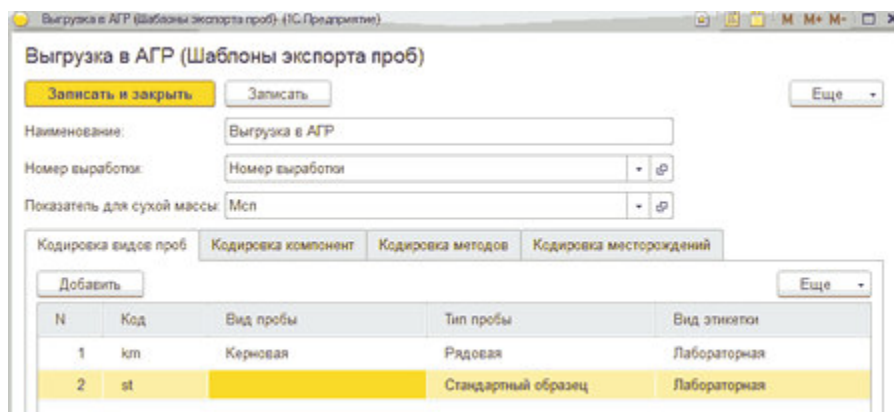 Выгрузка в АГР (Шаблоны экспорта проб) (1С:Предприятие) M M+ M-
Выгрузка в АГР (Шаблоны экспорта проб)
Записать и закрыть Записать Еще
Наименование: Выгрузка в АГР
Номер выработки: Номер выработки
Показатель для сухой массы: Мсп
Кодировка видов проб Кодировка компонент Кодировка методов Кодировка месторождений
Добавить Еще
N Код Вид пробы Тип пробы Вид этикетки
1 km Керновая Рядовая Лабораторная
2 st Стандартный образец Лабораторная